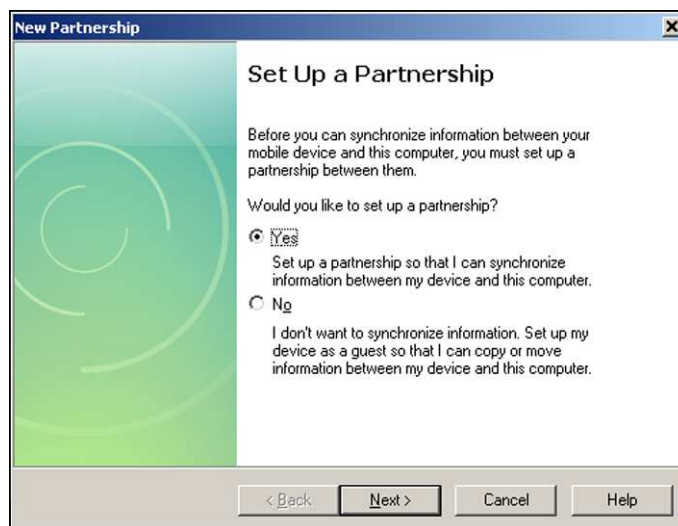 New Partnership
Set Up a Partnership
Before you can synchronize information between your
mobile device and this computer, you must set up a
partnership between them.
Would you like to set up a partnership?
Yes
Set up a partnership so that I can synchronize
information between my device and this computer.
No
I don't want to synchronize information. Set up my
device as a guest so that I can copy or move
information between my device and this computer.
< Back Next > Cancel Help